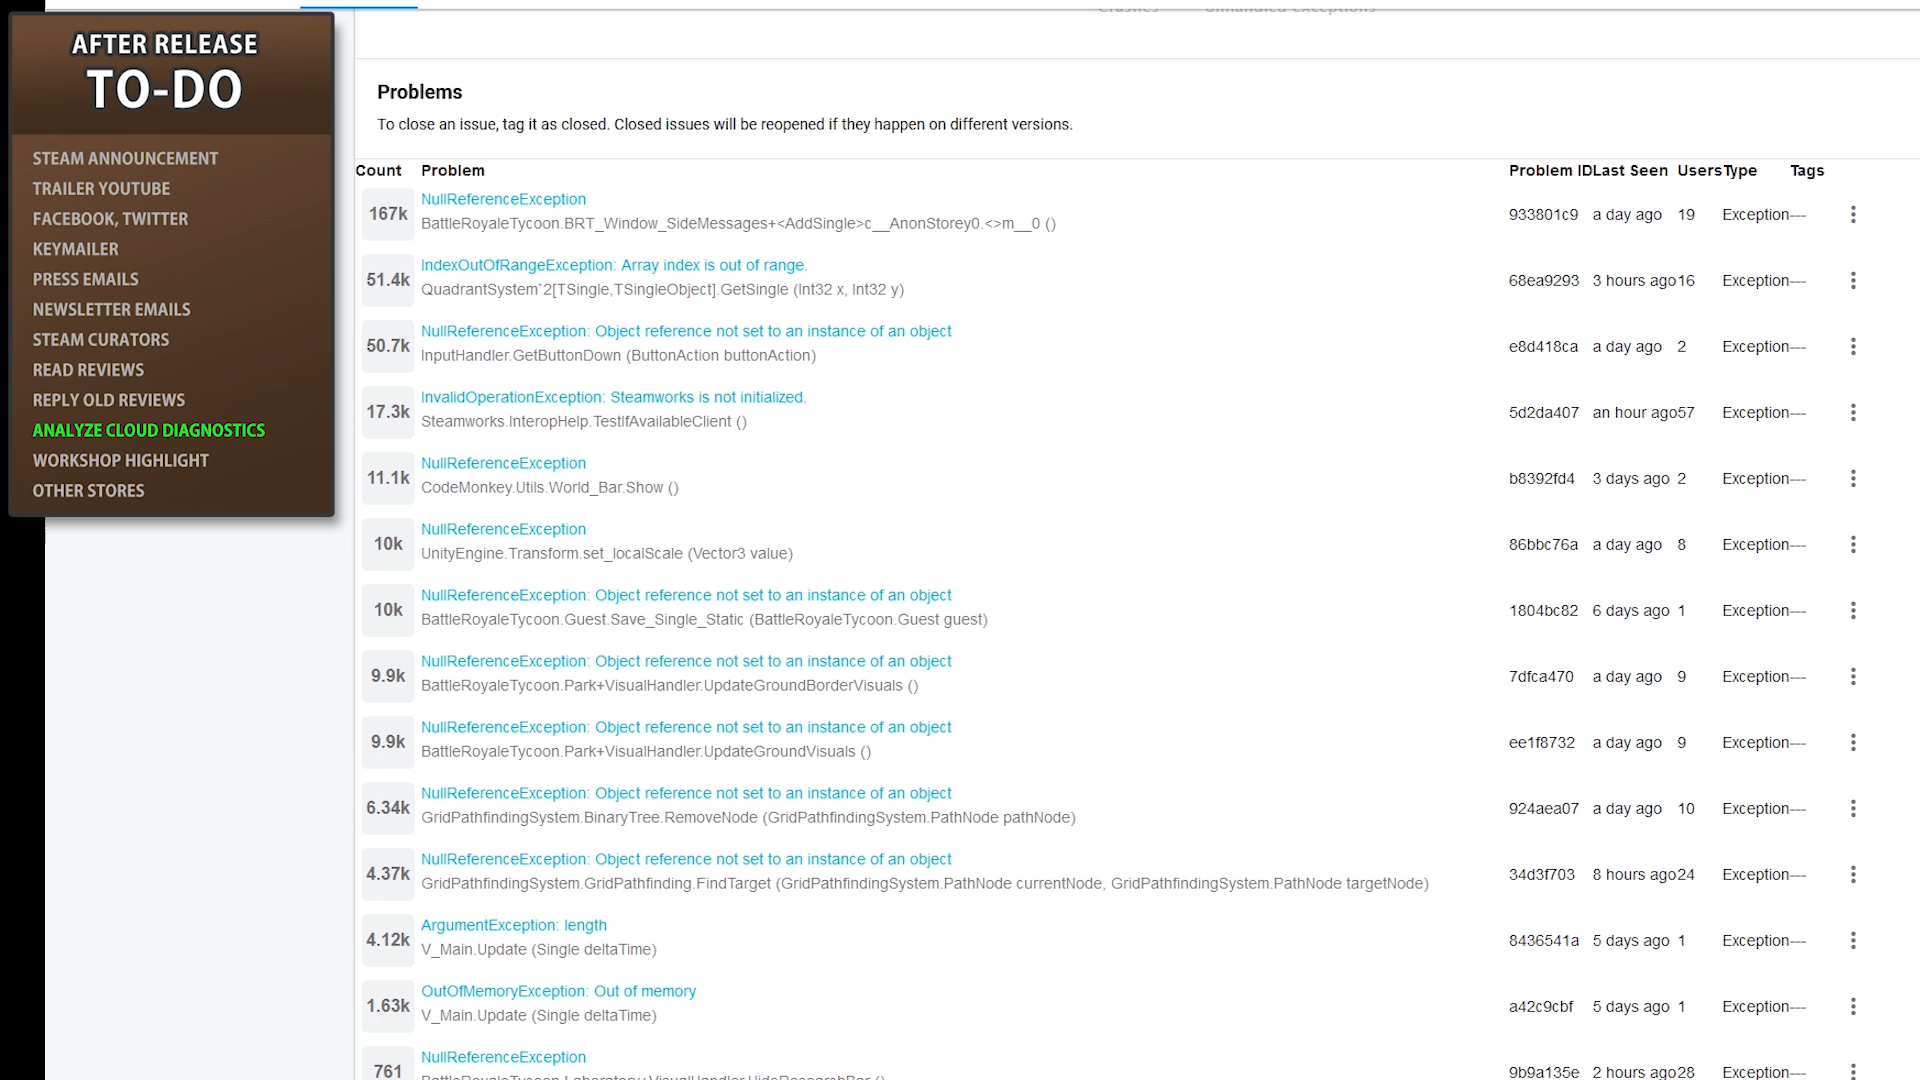 AFTER RELEASE
TO-DO
STEAM ANNOUNCEMENT
TRAILER YOUTUBE
FACEBOOK, TWITTER
KEYMAILER
PRESS EMAILS
NEWSLETTER EMAILS
STEAM CURATORS
READ REVIEWS
REPLY OLD REVIEWS
ANALYZE CLOUD DIAGNOSTICS
WORKSHOP HIGHLIGHT
OTHER STORES
Problems
To close an issue, tag it as closed. Closed issues will be reopened if they happen on different versions.
Count Problem Problem ID Last Seen Users Type Tags
NullReferenceException
167k BattleRoyaleTycoon.BRT_Window_SideMessages+<AddSingle>c__AnonStorey0.<>m__0 () 933801c9 a day ago 19 Exception---
IndexOutOfRangeException: Array index is out of range.
51.4k QuadrantSystem`2[TSingle,TSingleObject].GetSingle (Int32 x, Int32 y) 68ea9293 3 hours ago 16 Exception---
NullReferenceException: Object reference not set to an instance of an object
50.7k InputHandler.GetButtonDown (ButtonAction buttonAction) e8d418ca a day ago 2 Exception---
InvalidOperationException: Steamworks is not initialized.
17.3k Steamworks.InteropHelp.TestIfAvailableClient () 5d2da407 an hour ago 57 Exception---
NullReferenceException
11.1k CodeMonkey.Utils.World_Bar.Show () b8392fd4 3 days ago 2 Exception---
NullReferenceException
10k UnityEngine.Transform.set_localScale (Vector3 value) 86bbc76a a day ago 8 Exception---
NullReferenceException: Object reference not set to an instance of an object
10k BattleRoyaleTycoon.Guest.Save_Single_Static (BattleRoyaleTycoon.Guest guest) 1804bc82 6 days ago 1 Exception---
NullReferenceException: Object reference not set to an instance of an object
9.9k BattleRoyaleTycoon.Park+VisualHandler.UpdateGroundBorderVisuals () 7dfca470 a day ago 9 Exception---
NullReferenceException: Object reference not set to an instance of an object
9.9k BattleRoyaleTycoon.Park+VisualHandler.UpdateGroundVisuals () ee1f8732 a day ago 9 Exception---
NullReferenceException: Object reference not set to an instance of an object
6.34k GridPathfindingSystem.BinaryTree.RemoveNode (GridPathfindingSystem.PathNode pathNode) 924aea07 a day ago 10 Exception---
NullReferenceException: Object reference not set to an instance of an object
4.37k GridPathfindingSystem.GridPathfinding.FindTarget (GridPathfindingSystem.PathNode currentNode, GridPathfindingSystem.PathNode targetNode) 34d3f703 8 hours ago 24 Exception---
ArgumentException: length
4.12k V_Main.Update (Single deltaTime) 8436541a 5 days ago 1 Exception---
OutOfMemoryException: Out of memory
1.63k V_Main.Update (Single deltaTime) a42c9cbf 5 days ago 1 Exception---
NullReferenceException
761 9b9a135e 2 hours ago 28 Exception---